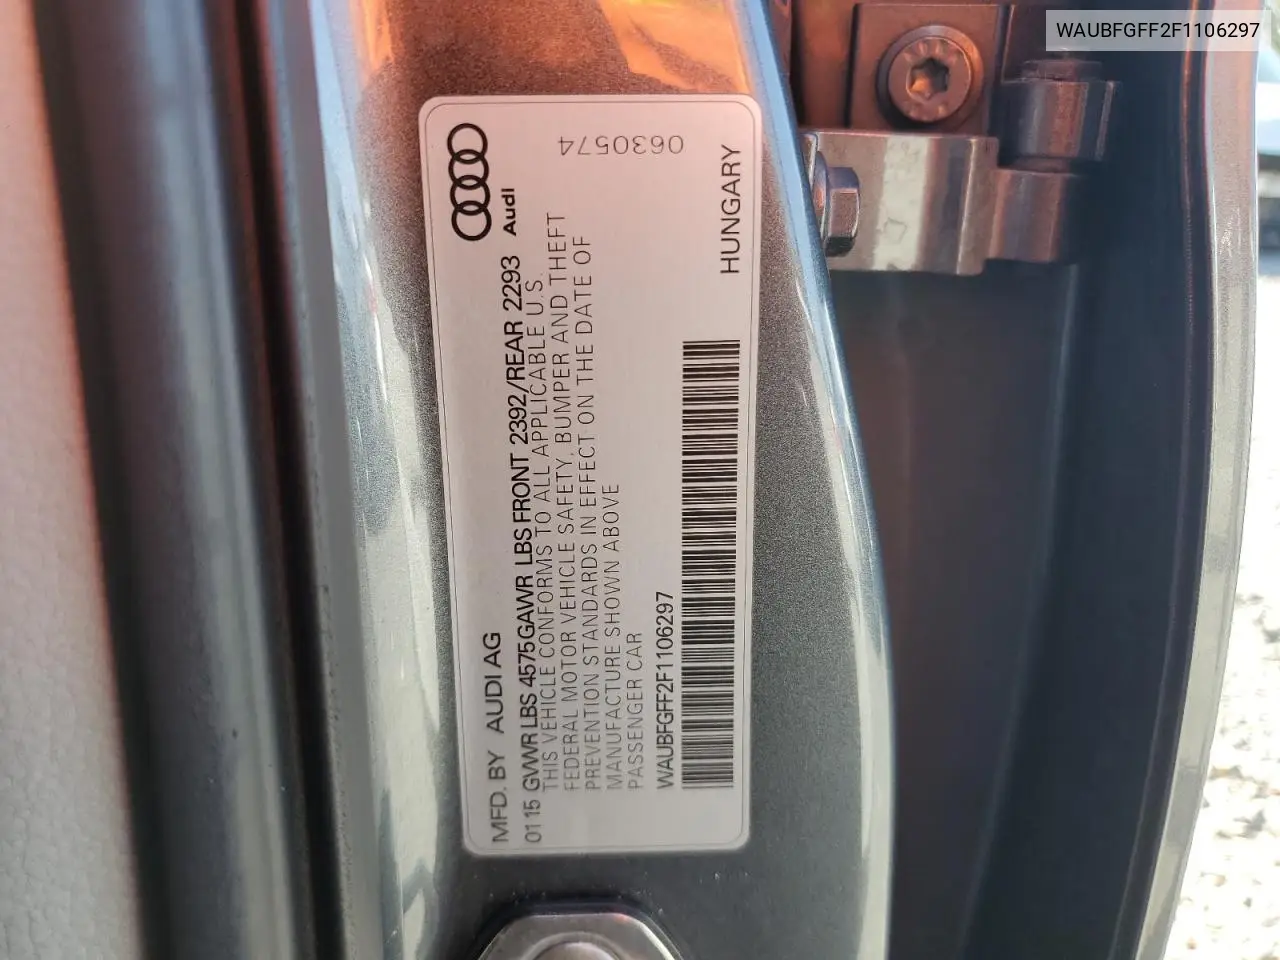 WAUBFGFF2F1106297
Audi
0630574
MFD. BY AUDI AG
0115 GVWR LBS 4575 GAWR LBS FRONT 2392/REAR 2293
THIS VEHICLE CONFORMS TO ALL APPLICABLE U.S.
FEDERAL MOTOR VEHICLE SAFETY, BUMPER AND THEFT
PREVENTION STANDARDS IN EFFECT ON THE DATE OF
MANUFACTURE SHOWN ABOVE
PASSENGER CAR
WAUBFGFF2F1106297
HUNGARY